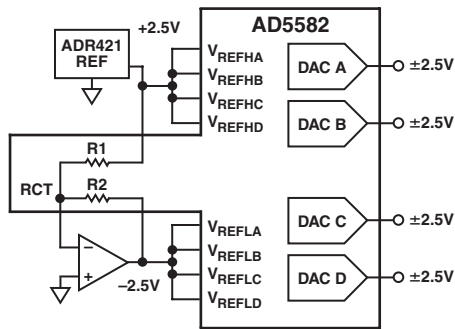 AD5582
+2.5V
ADR421
REF
VREFHA
VREFHB
VREFHC
VREFHD
DAC A
±2.5V
DAC B
±2.5V
R1
RCT
R2
VREFLA
VREFLB
VREFLC
VREFLD
DAC C
±2.5V
DAC D
±2.5V
−
+
−2.5V